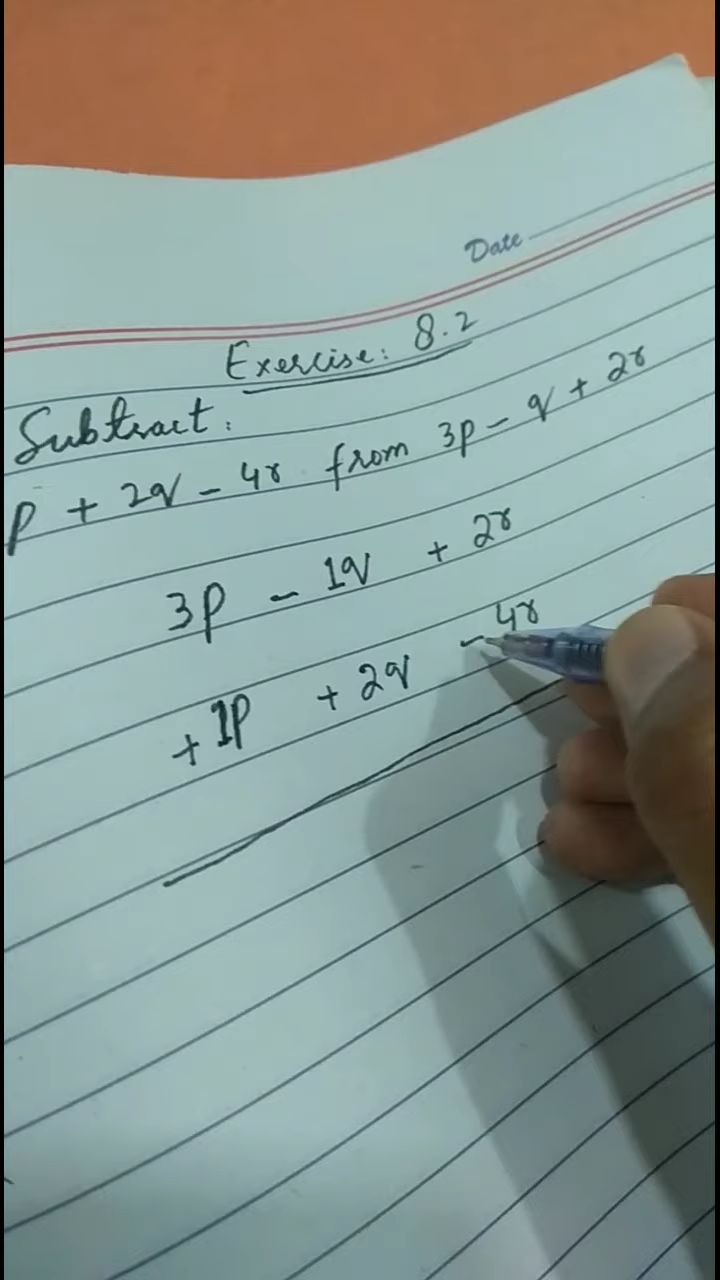 Date
Exercise: 8.2
Subtract:
p + 2q - 4r from 3p - q + 2r
3p - 1q + 2r
+1p + 2q - 4r